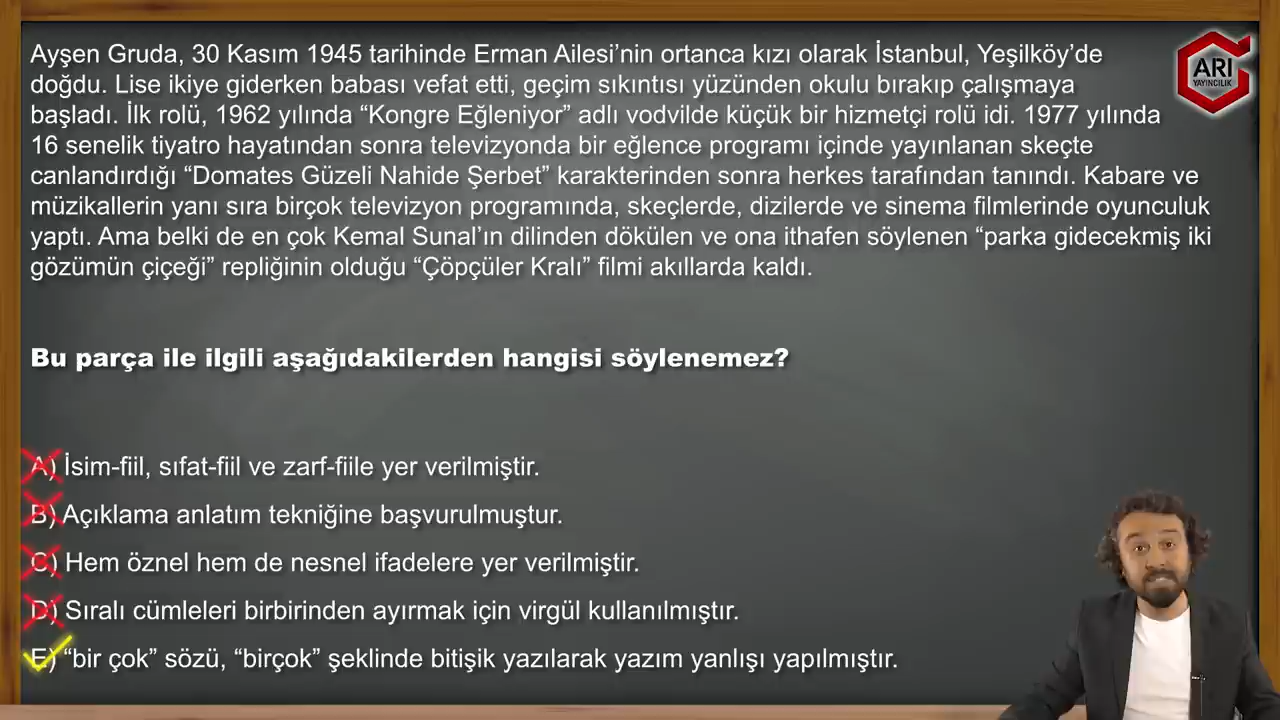 Ayşen Gruda, 30 Kasım 1945 tarihinde Erman Ailesi’nin ortanca kızı olarak İstanbul, Yeşilköy’de
doğdu. Lise ikiye giderken babası vefat etti, geçim sıkıntısı yüzünden okulu bırakıp çalışmaya
başladı. İlk rolü, 1962 yılında “Kongre Eğleniyor” adlı vodvilde küçük bir hizmetçi rolü idi. 1977 yılında
16 senelik tiyatro hayatından sonra televizyonda bir eğlence programı içinde yayınlanan skeçte
canlandırdığı “Domates Güzeli Nahide Şerbet” karakterinden sonra herkes tarafından tanındı. Kabare ve
müzikallerin yanı sıra birçok televizyon programında, skeçlerde, dizilerde ve sinema filmlerinde oyunculuk
yaptı. Ama belki de en çok Kemal Sunal’ın dilinden dökülen ve ona ithafen söylenen “parka gidecekmiş iki
gözümün çiçeği” repliğinin olduğu “Çöpçüler Kralı” filmi akıllarda kaldı.
ARI
YAYINCILIK
Bu parça ile ilgili aşağıdakilerden hangisi söylenemez?
A) İsim-fiil, sıfat-fiil ve zarf-fiile yer verilmiştir.
B) Açıklama anlatım tekniğine başvurulmuştur.
C) Hem öznel hem de nesnel ifadelere yer verilmiştir.
D) Sıralı cümleleri birbirinden ayırmak için virgül kullanılmıştır.
E) “bir çok” sözü, “birçok” şeklinde bitişik yazılarak yazım yanlışı yapılmıştır.